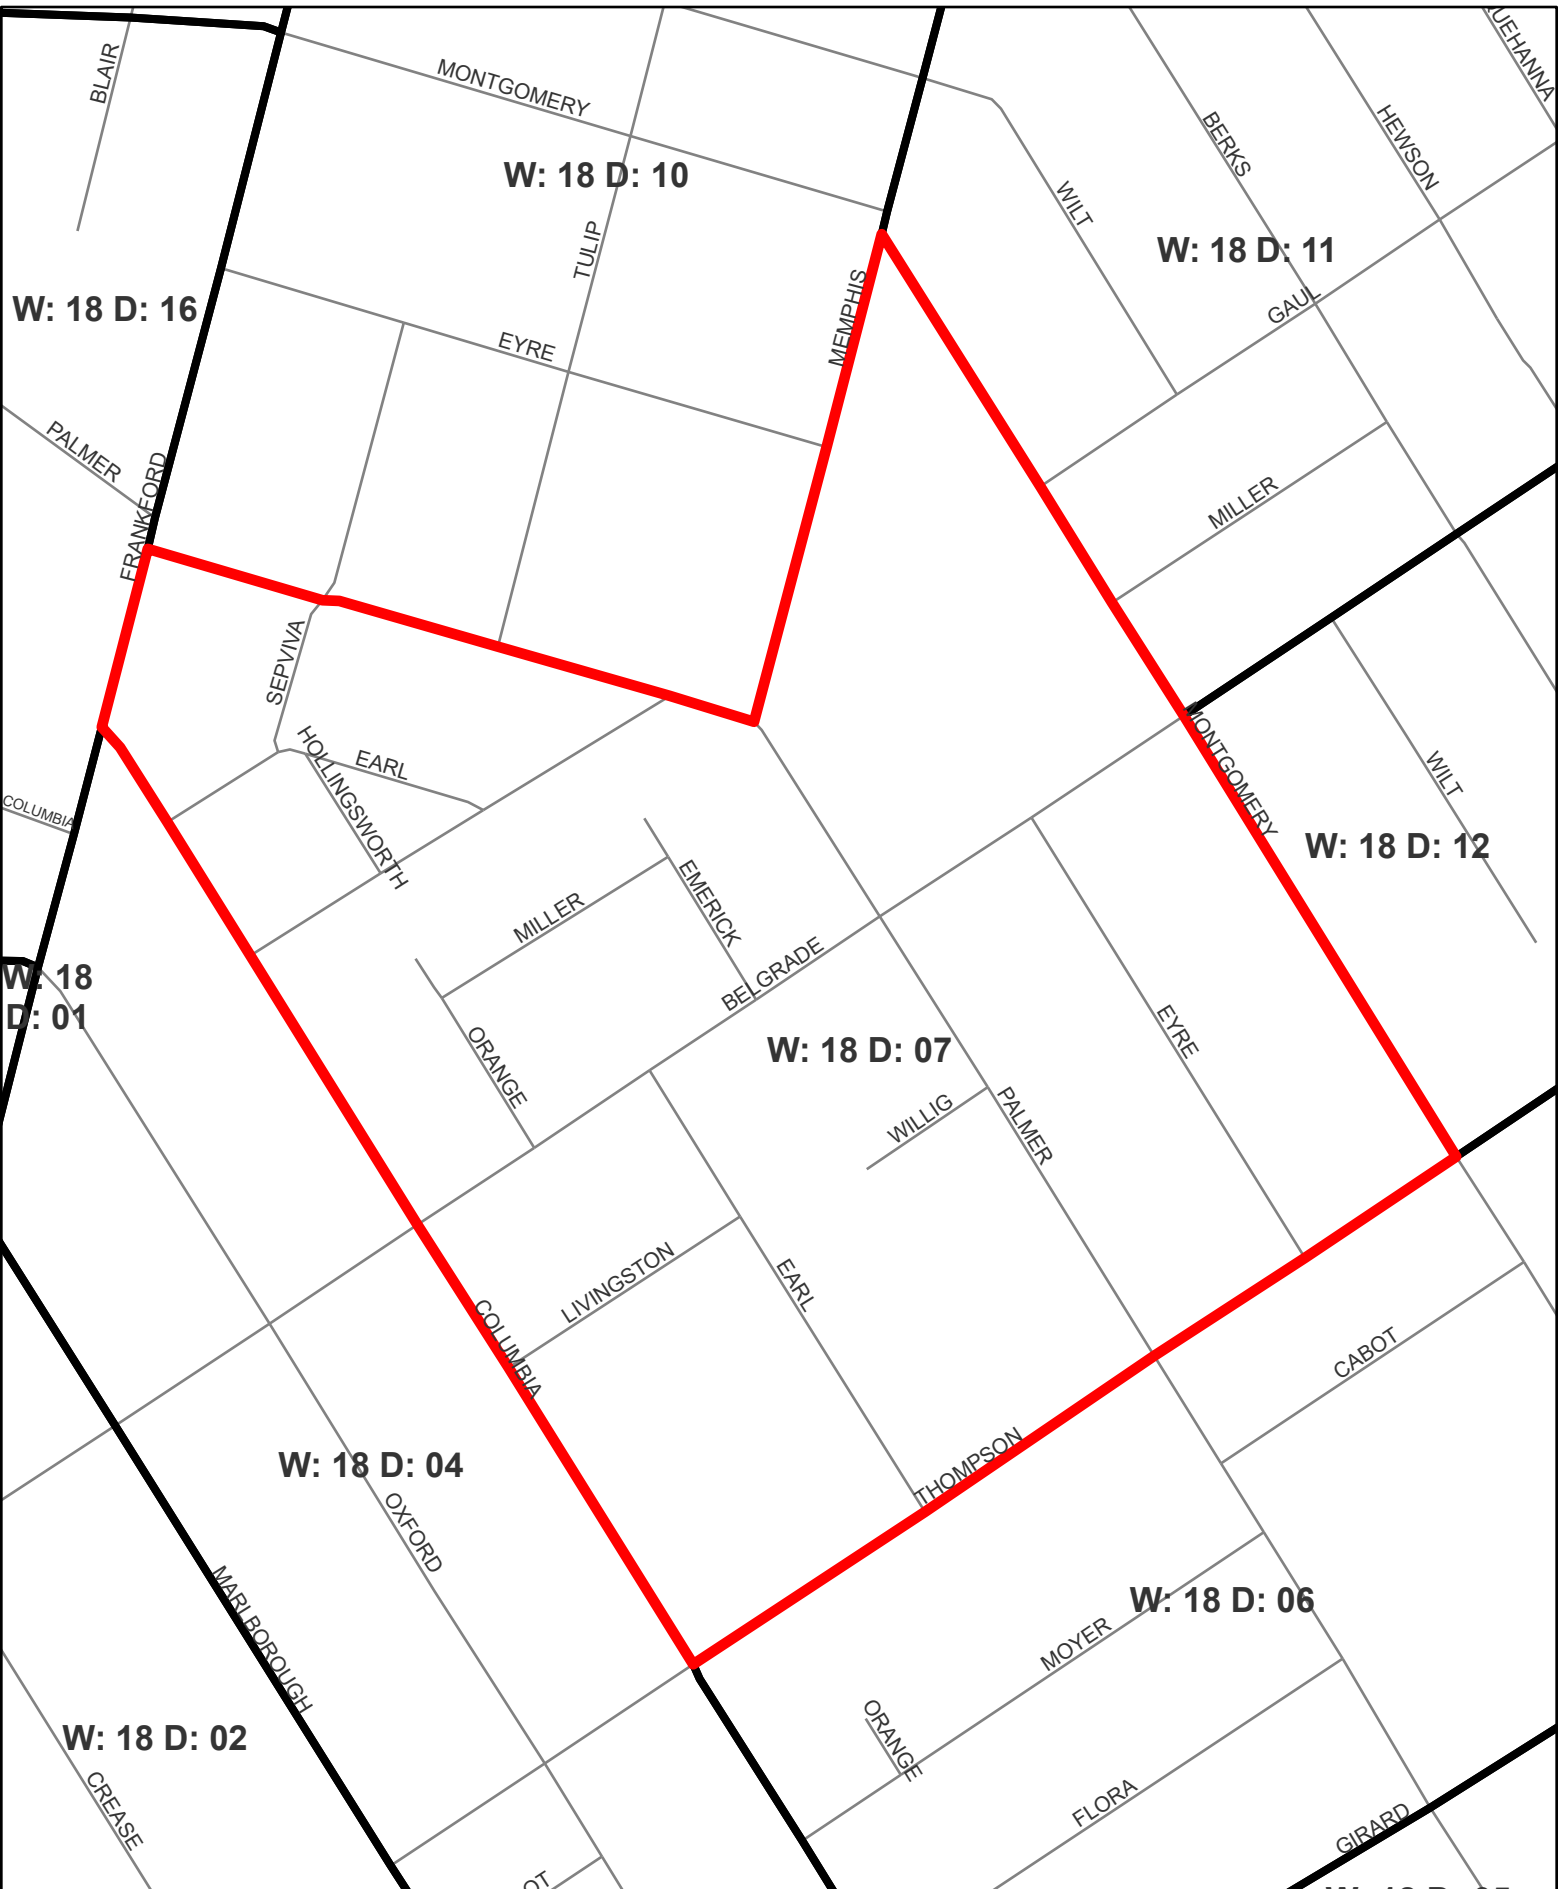 BLAIR
MONTGOMERY
W: 18 D: 10
TULIP
BERKS
HEWSON
WILT
W: 18 D: 11
GAUL
W: 18 D: 16
MEMPHIS
EYRE
PALMER
FRANKFORD
MILLER
SEPVIVA
HOLLINGSWORTH
EARL
MONTGOMERY
WILT
COLUMBIA
W: 18 D: 12
MILLER
EMERICK
BELGRADE
W: 18
D: 01
ORANGE
W: 18 D: 07
EYRE
WILLIG
PALMER
LIVINGSTON
EARL
COLUMBIA
CABOT
W: 18 D: 04
THOMPSON
OXFORD
MARLBOROUGH
W: 18 D: 06
MOYER
W: 18 D: 02
ORANGE
CREASE
FLORA
GIRARD